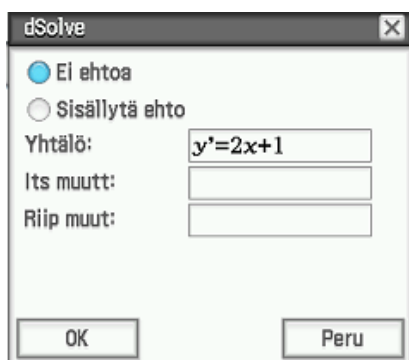 dSolve
Ei ehtoa
Sisällytä ehto
Yhtälö: y'=2x+1
Its muutt:
Riip muut:
OK Peru